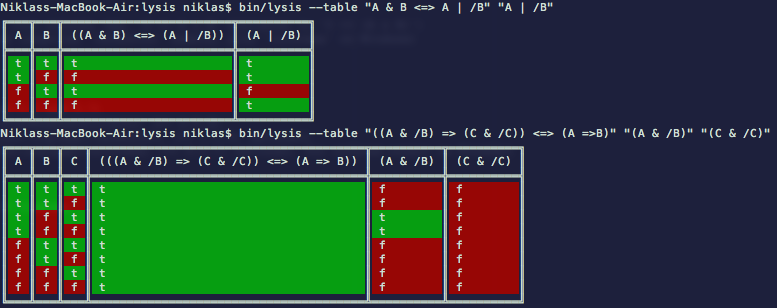 Niklass-MacBook-Air:lysis niklas$ bin/lysis --table "A & B <=> A | /B" "A | /B"
A B ((A & B) <=> (A | /B)) (A | /B)
t t t t
t f f t
f t t f
f f f t
Niklass-MacBook-Air:lysis niklas$ bin/lysis --table "((A & /B) => (C & /C)) <=> (A =>B)" "(A & /B)" "(C & /C)"
A B C (((A & /B) => (C & /C)) <=> (A => B)) (A & /B) (C & /C)
t t t t f f
t t f t f f
t f t t t f
t f f t t f
f t t t f f
f t f t f f
f f t t f f
f f f t f f